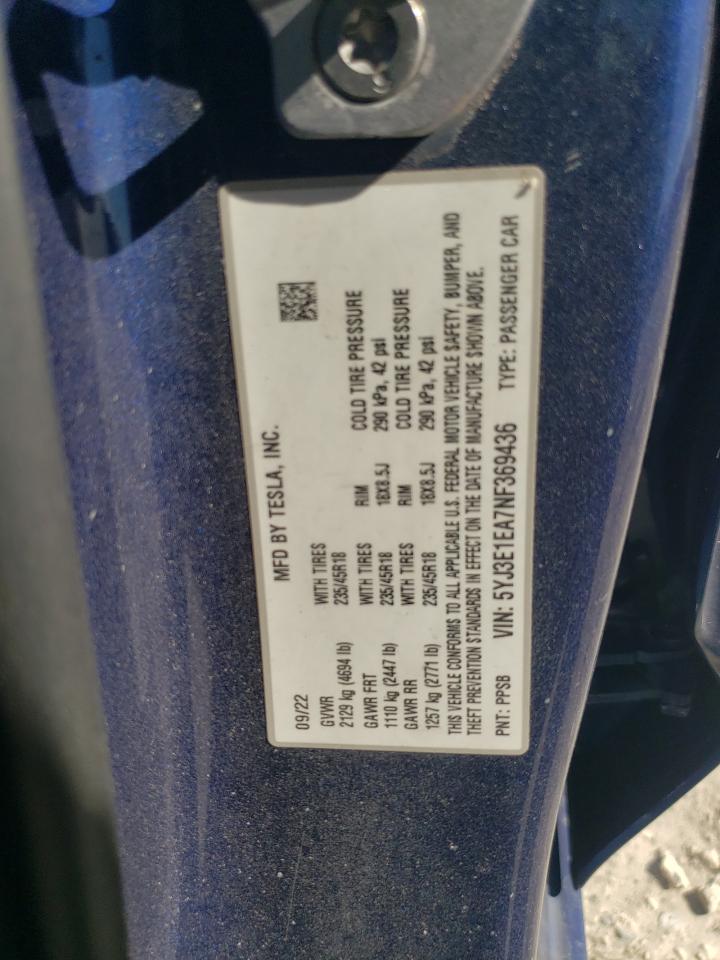 MFD BY TESLA, INC.
09/22
GVWR WITH TIRES
2129 kg (4694 lb) 235/45R18
GAWR FRT WITH TIRES RIM COLD TIRE PRESSURE
1110 kg (2447 lb) 235/45R18 18X8.5J 290 kPa, 42 psi
GAWR RR WITH TIRES RIM COLD TIRE PRESSURE
1257 kg (2771 lb) 235/45R18 18X8.5J 290 kPa, 42 psi
THIS VEHICLE CONFORMS TO ALL APPLICABLE U.S. FEDERAL MOTOR VEHICLE SAFETY, BUMPER, AND
THEFT PREVENTION STANDARDS IN EFFECT ON THE DATE OF MANUFACTURE SHOWN ABOVE.
PNT: PPSB VIN: 5YJ3E1EA7NF369436 TYPE: PASSENGER CAR